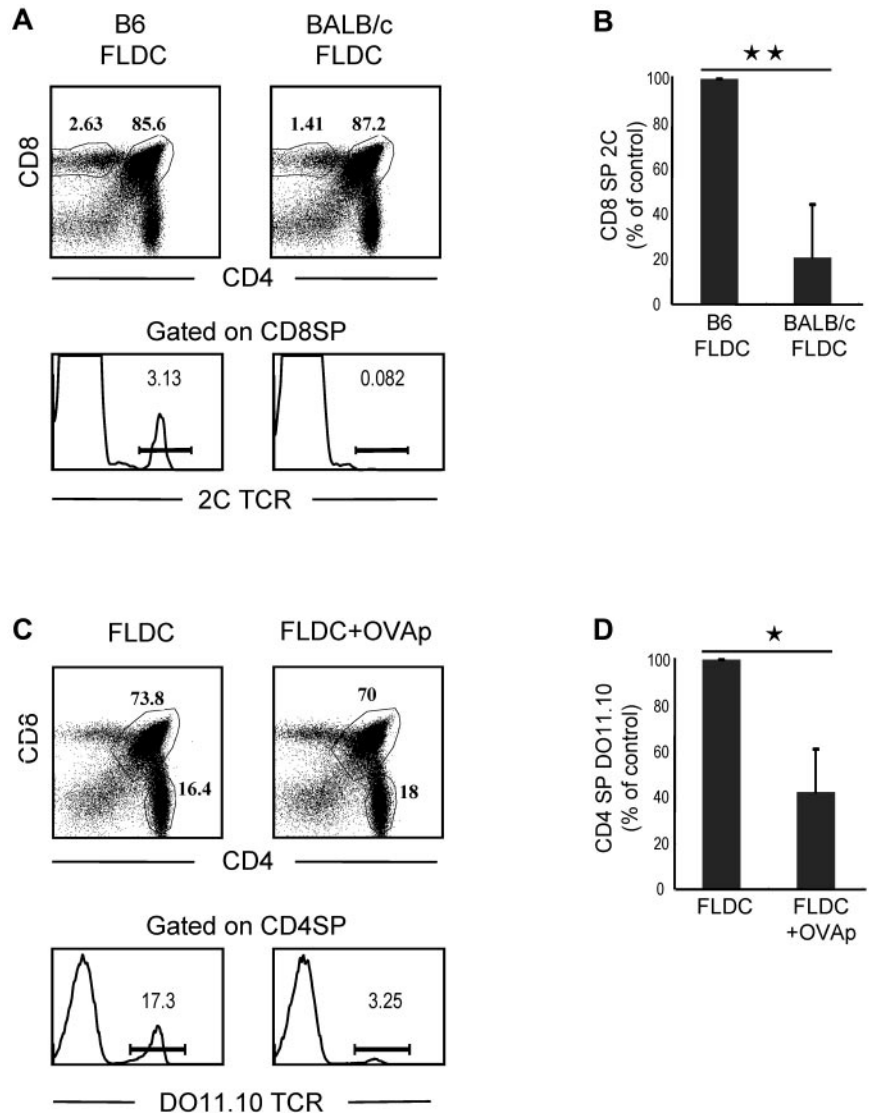 A
B6
FLDC
BALB/c
FLDC
CD8
2.63
85.6
1.41
87.2
CD4
Gated on CD8SP
3.13
0.082
2C TCR
B
★ ★
CD8 SP 2C
(% of control)
100
80
60
40
20
0
B6
FLDC
BALB/c
FLDC
C
FLDC
FLDC+OVAp
CD8
73.8
16.4
70
18
CD4
Gated on CD4SP
17.3
3.25
DO11.10 TCR
D
★
CD4 SP DO11.10
(% of control)
100
80
60
40
20
0
FLDC
FLDC
+OVAp